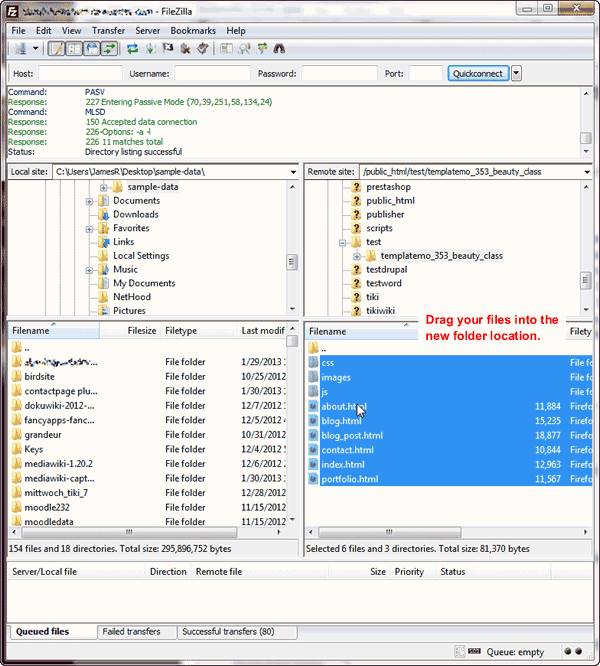 - FileZilla
File Edit View Transfer Server Bookmarks Help
Host: Username: Password: Port: Quickconnect
Command: PASV
Response: 227 Entering Passive Mode (70,39,251,58,134,24)
Command: MLSD
Response: 150 Accepted data connection
Response: 226-Options: -a -l
Response: 226 11 matches total
Status: Directory listing successful
Local site: C:\Users\JamesR\Desktop\sample-data\
sample-data
Documents
Downloads
Favorites
Links
Local Settings
Music
My Documents
NetHood
Pictures
Remote site: /public_html/test/templatemo_353_beauty_class
prestashop
public_html
publisher
scripts
test
templatemo_353_beauty_class
testdrupal
testword
tiki
tikiwiki
Drag your files into the
new folder location.
Filename Filesize Filetype Last modif
..
File folder 1/29/2013
birdsite File folder 10/25/2012
contactpage plu... File folder 1/30/2013
dokuwiki-2012-... File folder 12/7/2012
fancyapps-fanc... File folder 12/5/2012
grandeur File folder 10/31/2012
Keys File folder 12/4/2012
mediawiki-1.20.2 File folder 12/6/2012
mediawiki-capt... File folder 1/30/2013
mittwoch_tiki_7 File folder 12/28/2012
moodle232 File folder 11/15/2012
moodledata File folder 11/15/2012
154 files and 18 directories. Total size: 295,896,752 bytes
Filename Filety
..
css File f
images File f
js File f
about.html 11,884 Firefo
blog.html 15,235 Firefo
blog_post.html 18,877 Firefo
contact.html 10,844 Firefo
index.html 12,963 Firefo
portfolio.html 11,567 Firefo
Selected 6 files and 3 directories. Total size: 81,370 bytes
Server/Local file Direction Remote file Size Priority Status
Queued files Failed transfers Successful transfers (80)
Queue: empty